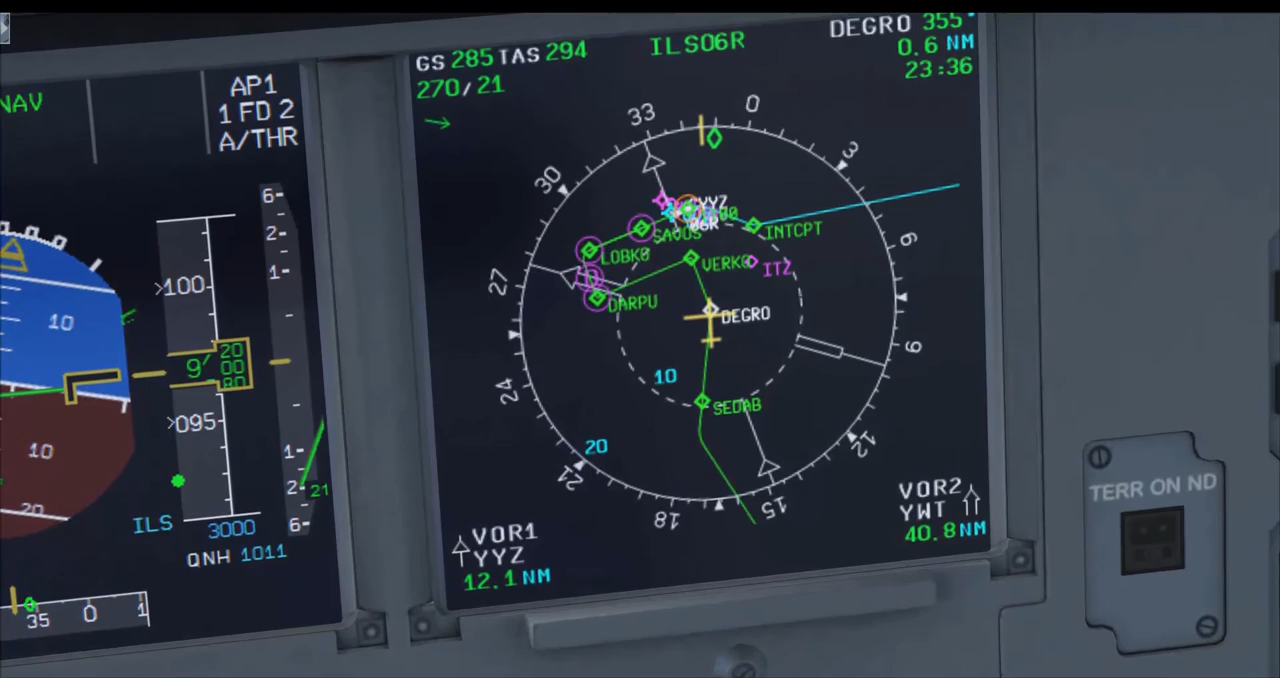 NAV
AP1
1 FD 2
A/THR
6
2
1
100
9
20
00
80
095
10
10
20
1
2
21
6
ILS
3000
QNH 1011
35
0
1
GS 285 TAS 294
270/21
ILS06R
DEGRO 355°
0.6 NM
23:36
33
0
3
30
6
27
9
24
12
21
15
18
YYZ
06R
SAVOS
INTCPT
LOBKO
VERKO
ITZ
DARPU
DEGRO
10
SEDAB
20
VOR1
YYZ
12.1 NM
VOR2
YWT
40.8 NM
TERR ON ND